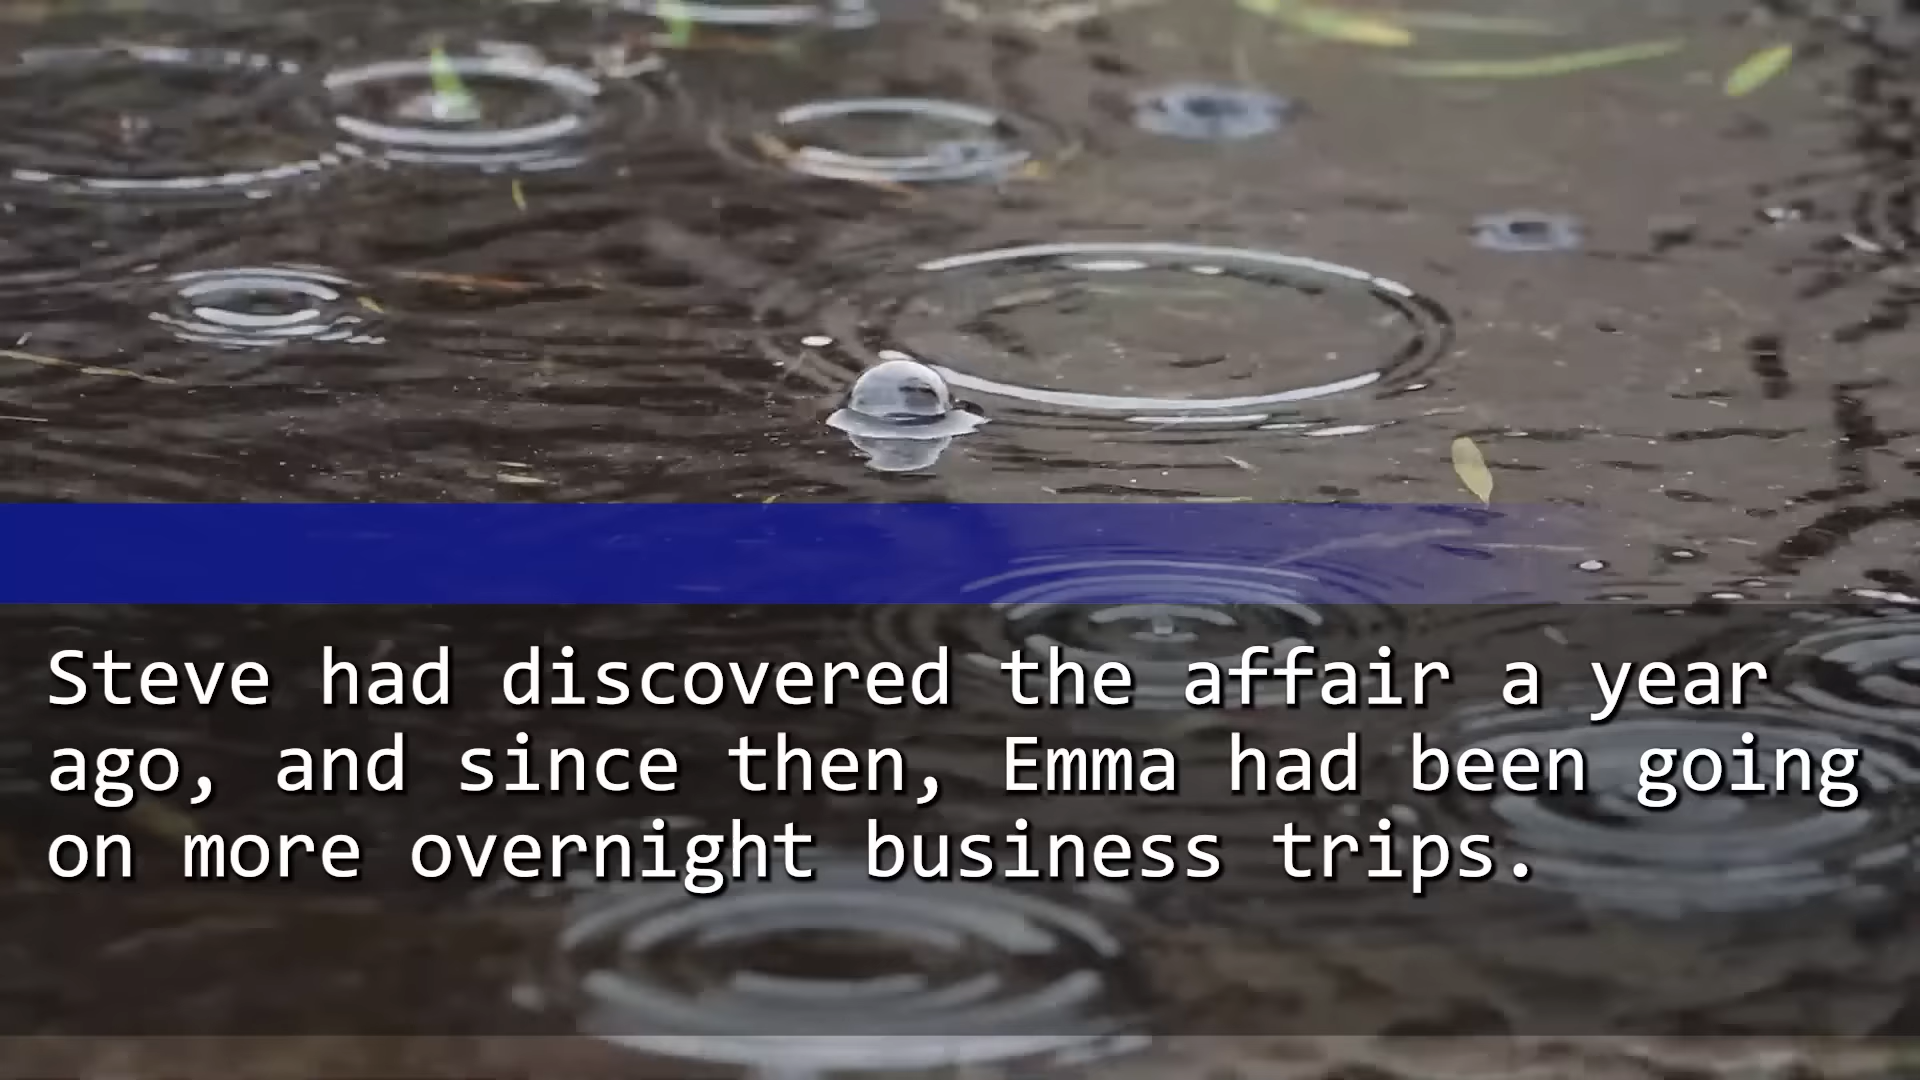 Steve had discovered the affair a year
ago, and since then, Emma had been going
on more overnight business trips.